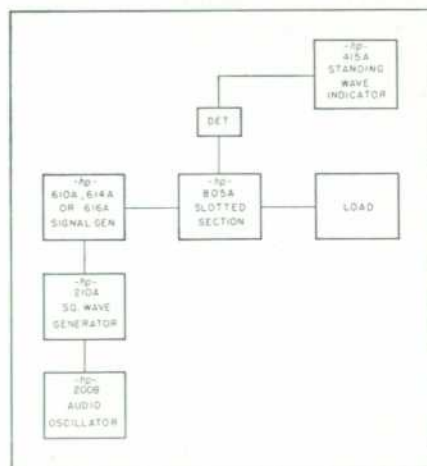 -hp-
415A
STANDING
WAVE
INDICATOR
DET
-hp-
610A, 614A
OR 616A
SIGNAL GEN
-hp-
805A
SLOTTED
SECTION
LOAD
-hp-
210A
SQ. WAVE
GENERATOR
-hp-
200B
AUDIO
OSCILLATOR